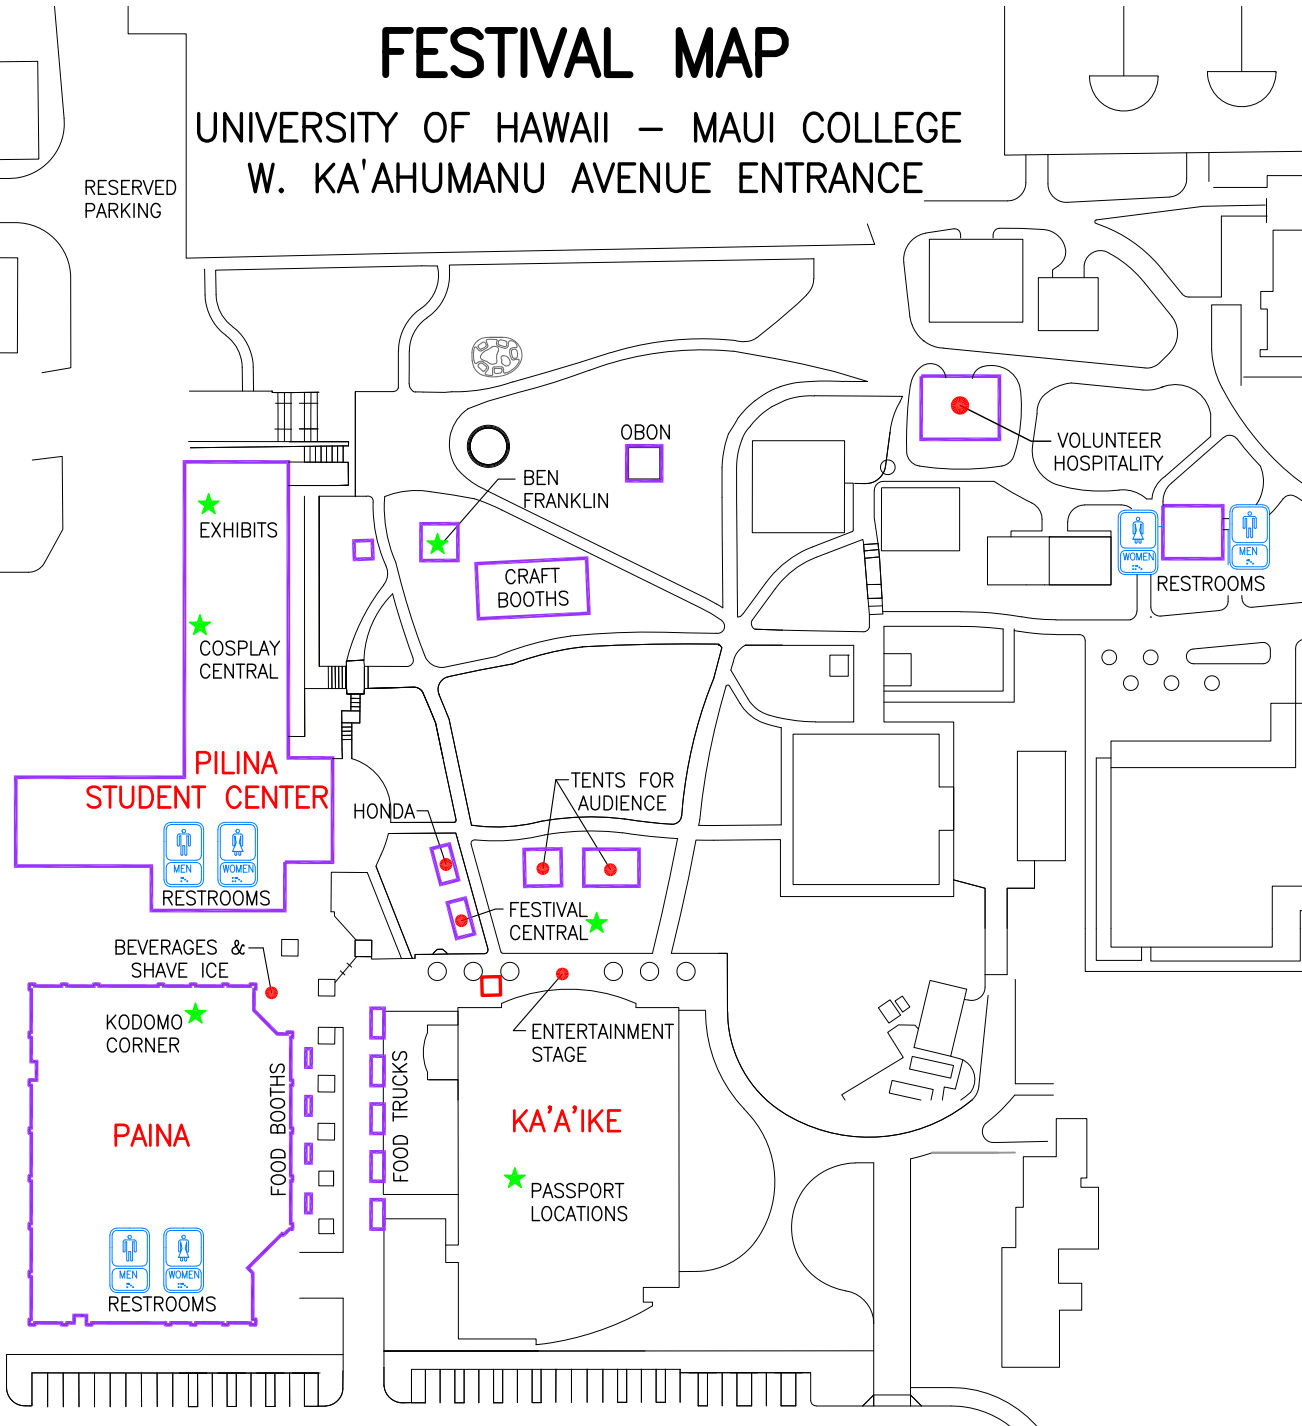 FESTIVAL MAP
UNIVERSITY OF HAWAII – MAUI COLLEGE
W. KA'AHUMANU AVENUE ENTRANCE
RESERVED
PARKING
OBON
VOLUNTEER
HOSPITALITY
BEN
FRANKLIN
EXHIBITS
WOMEN
MEN
RESTROOMS
CRAFT
BOOTHS
COSPLAY
CENTRAL
PILINA
STUDENT CENTER
TENTS FOR
AUDIENCE
HONDA
MEN
WOMEN
RESTROOMS
FESTIVAL
CENTRAL
BEVERAGES &
SHAVE ICE
KODOMO
CORNER
ENTERTAINMENT
STAGE
FOOD BOOTHS
FOOD TRUCKS
PAINA
KA'A'IKE
PASSPORT
LOCATIONS
MEN
WOMEN
RESTROOMS